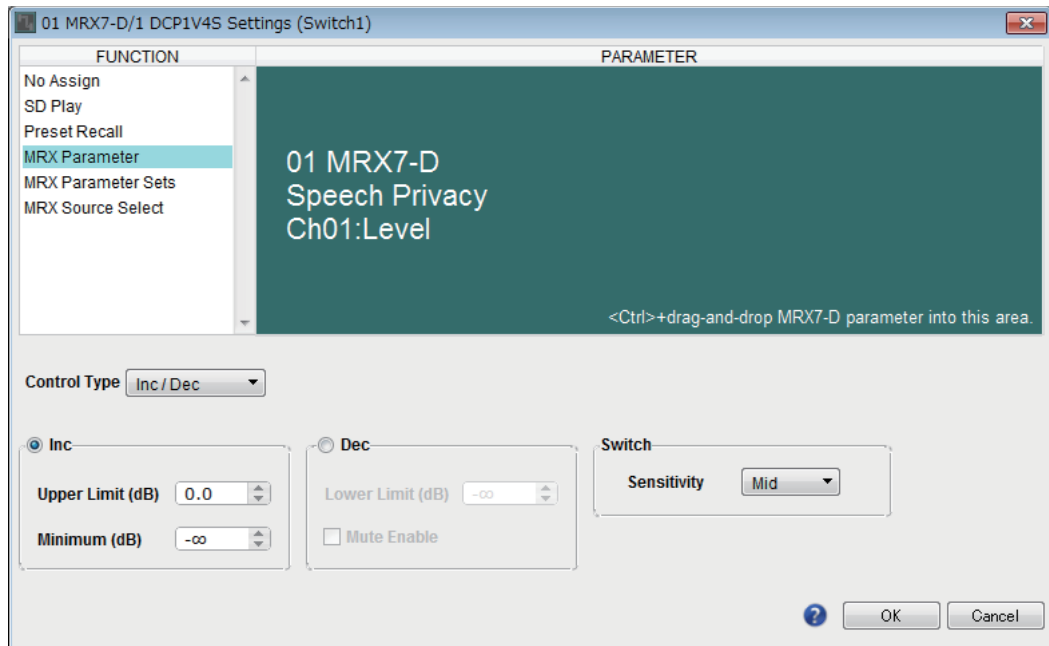 01 MRX7-D/1 DCP1V4S Settings (Switch1)
FUNCTION
PARAMETER
No Assign
SD Play
Preset Recall
MRX Parameter
MRX Parameter Sets
MRX Source Select
01 MRX7-D
Speech Privacy
Ch01:Level
<Ctrl>+drag-and-drop MRX7-D parameter into this area.
Control Type Inc / Dec
Inc
Upper Limit (dB) 0.0
Minimum (dB) -∞
Dec
Lower Limit (dB) -∞
Mute Enable
Switch
Sensitivity Mid
? OK Cancel